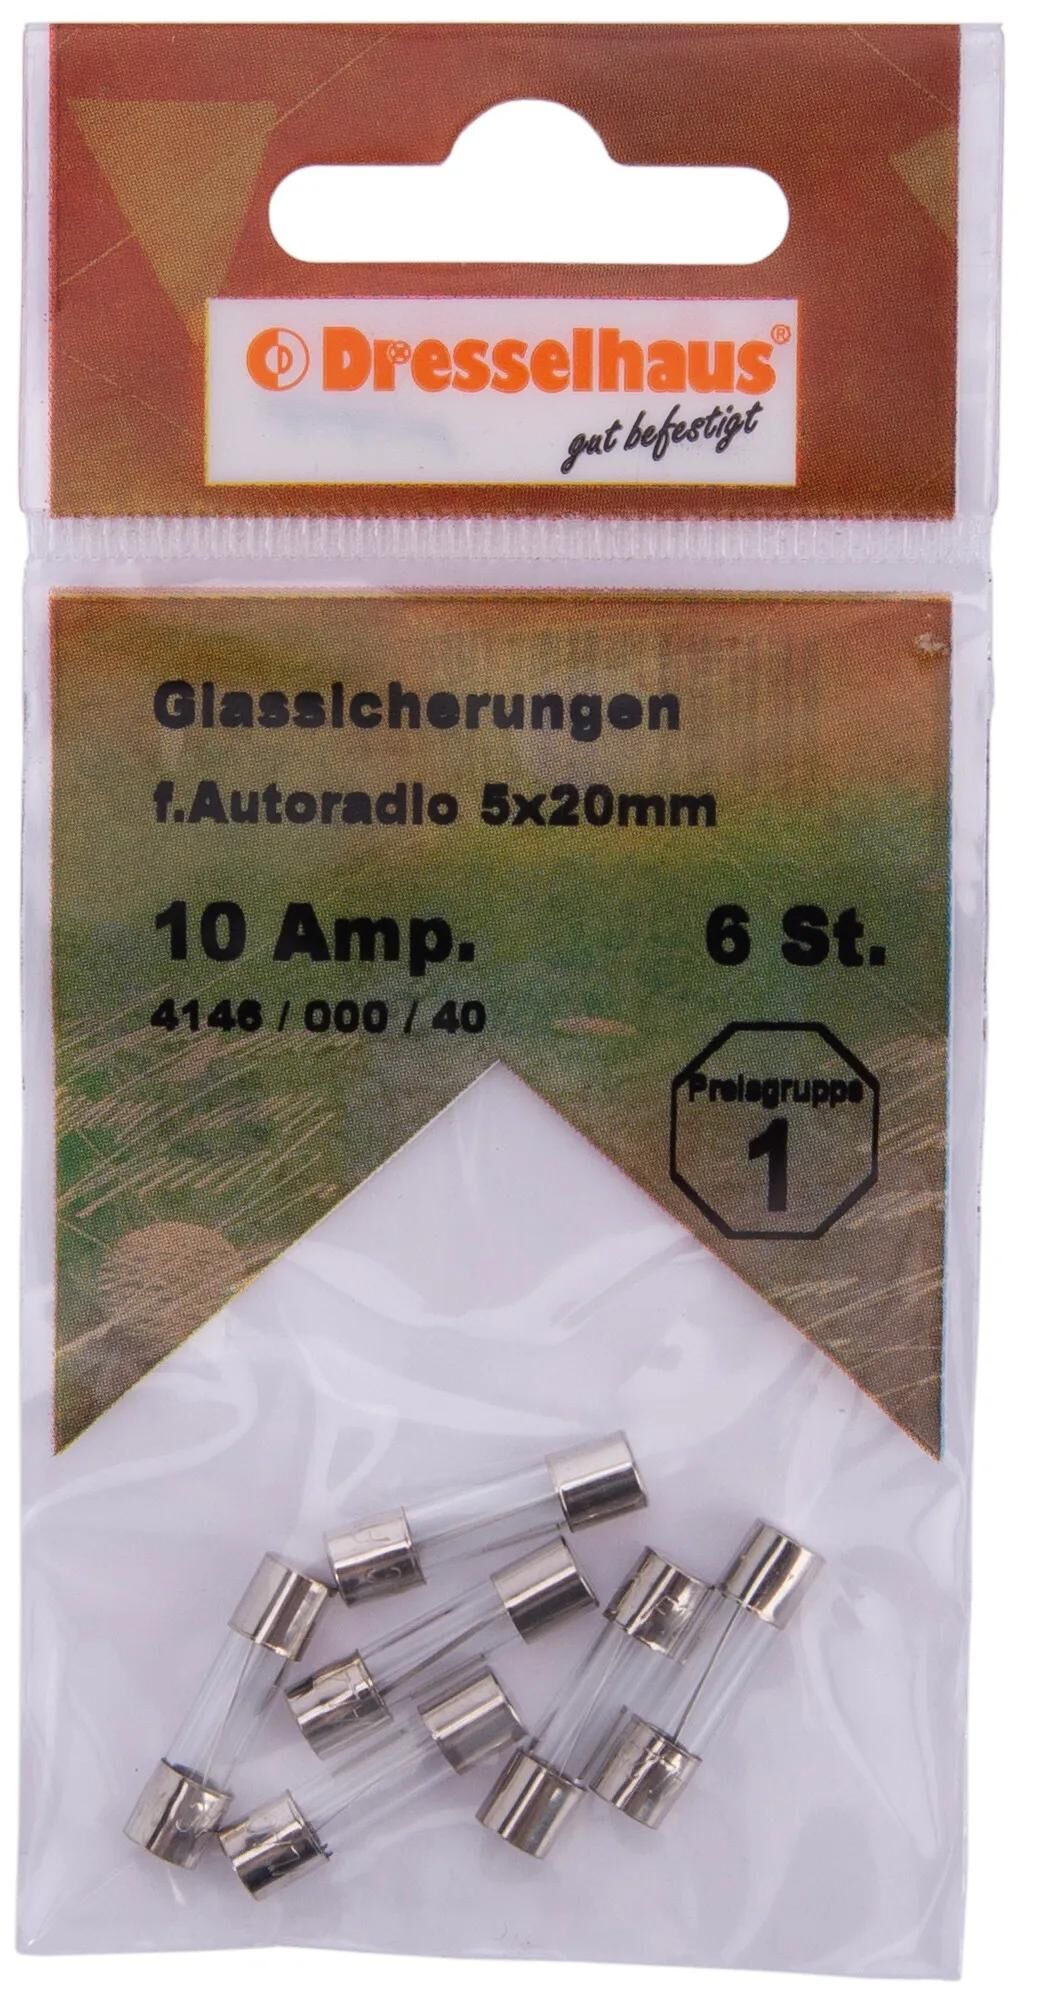 Dresselhaus®
gut befestigt
Glassicherungen
f.Autoradio 5x20mm
10 Amp. 6 St.
4146 / 000 / 40
Preisgruppe
1